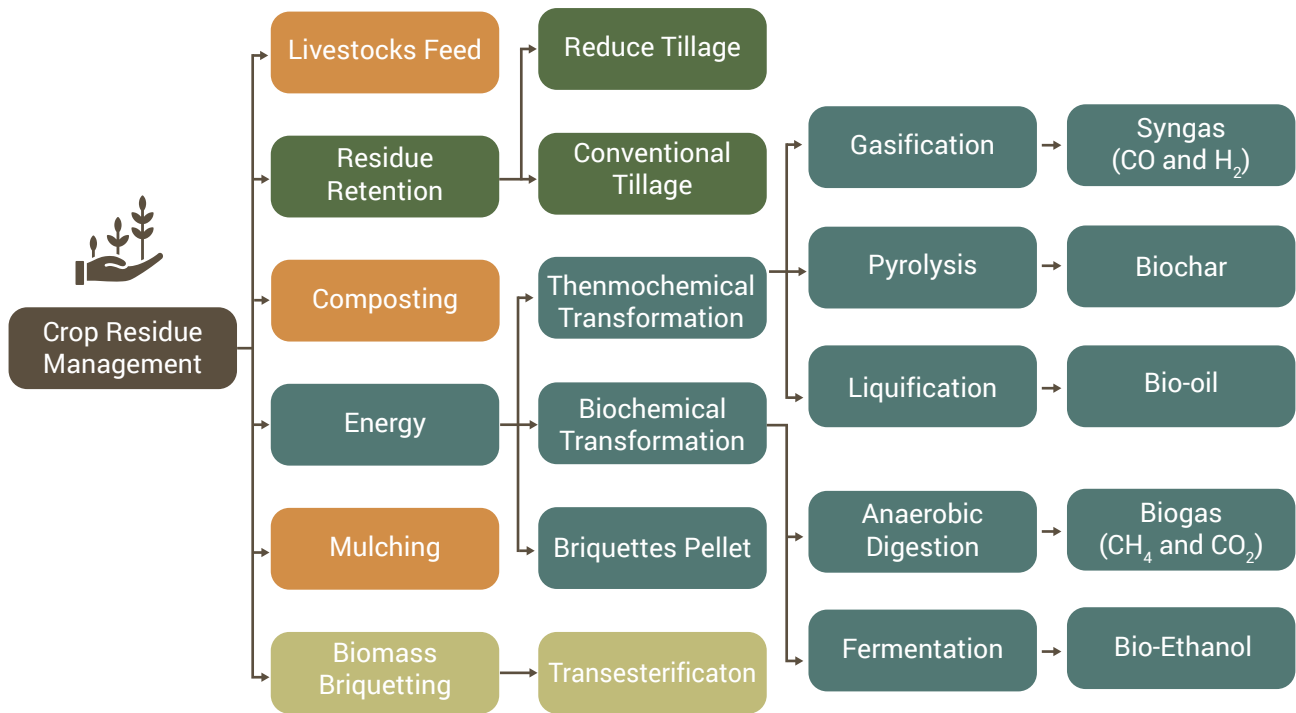 Crop Residue
Management
Livestocks Feed
Residue
Retention
Composting
Energy
Mulching
Biomass
Briquetting
Reduce Tillage
Conventional
Tillage
Thenmochemical
Transformation
Biochemical
Transformation
Briquettes Pellet
Transesterificaton
Gasification
Pyrolysis
Liquification
Anaerobic
Digestion
Fermentation
Syngas
(CO and H₂)
Biochar
Bio-oil
Biogas
(CH₄ and CO₂)
Bio-Ethanol